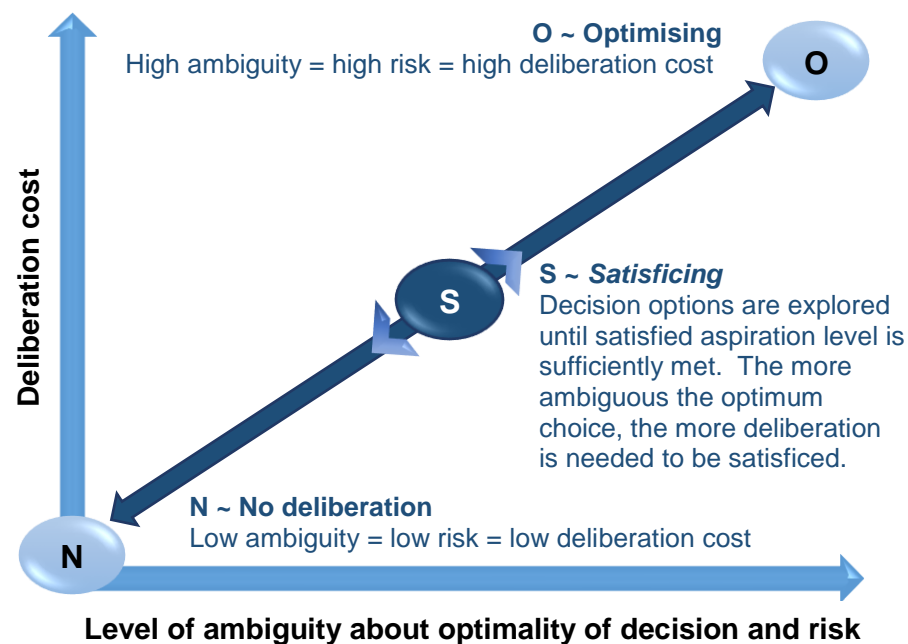 O ~ Optimising
High ambiguity = high risk = high deliberation cost
O
Deliberation cost
S
S ~ Satisficing
Decision options are explored
until satisfied aspiration level is
sufficiently met. The more
ambiguous the optimum
choice, the more deliberation
is needed to be satisficed.
N ~ No deliberation
Low ambiguity = low risk = low deliberation cost
N
Level of ambiguity about optimality of decision and risk